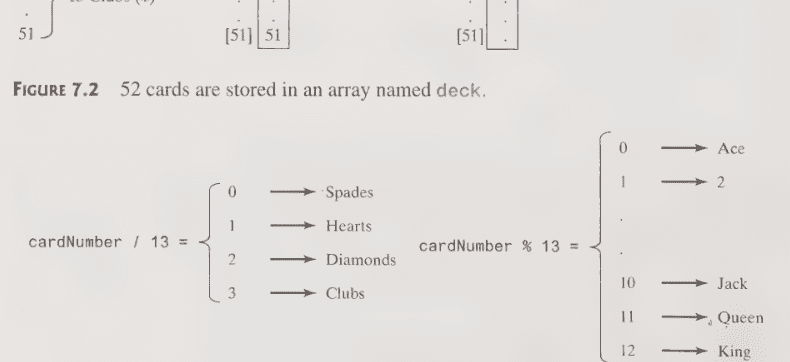 51
[51] 51
[51]
FIGURE 7.2 52 cards are stored in an array named deck.
cardNumber / 13 =
0 Spades
1 Hearts
2 Diamonds
3 Clubs
cardNumber % 13 =
0 Ace
1 2
.
.
10 Jack
11 Queen
12 King